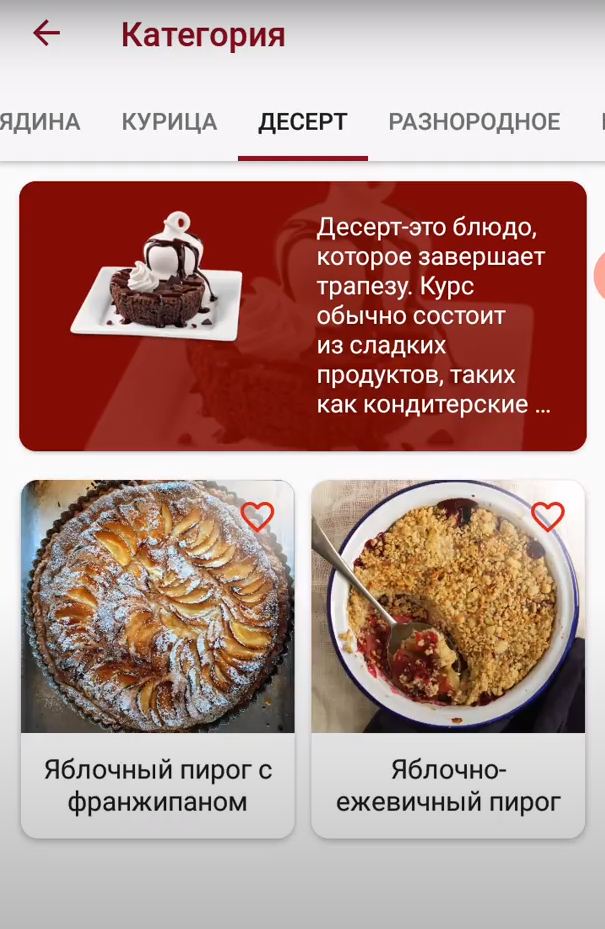 Категория
ЯДИНА КУРИЦА ДЕСЕРТ РАЗНОРОДНОЕ
Десерт-это блюдо,
которое завершает
трапезу. Курс
обычно состоит
из сладких
продуктов, таких
как кондитерские ...
Яблочный пирог с
франжипаном
Яблочно-
ежевичный пирог